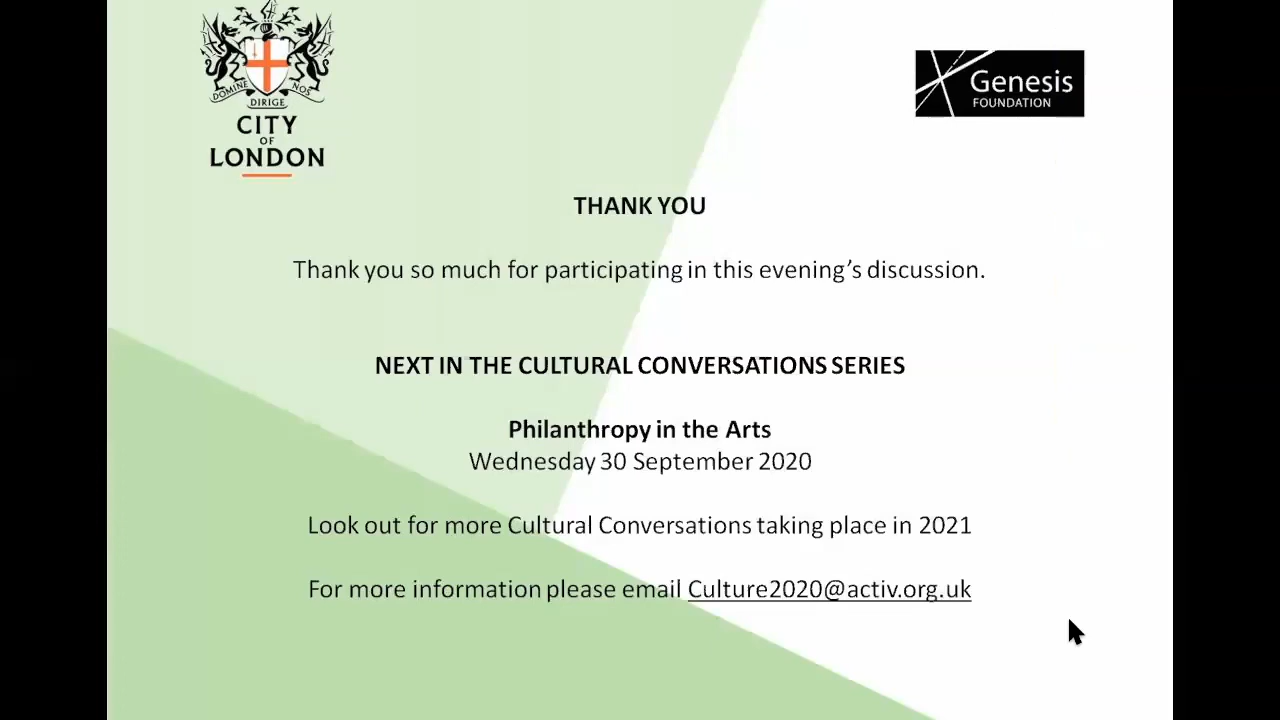 DOMINE DIRIGE NOS
CITY
OF
LONDON
Genesis
FOUNDATION
THANK YOU
Thank you so much for participating in this evening’s discussion.
NEXT IN THE CULTURAL CONVERSATIONS SERIES
Philanthropy in the Arts
Wednesday 30 September 2020
Look out for more Cultural Conversations taking place in 2021
For more information please email Culture2020@activ.org.uk